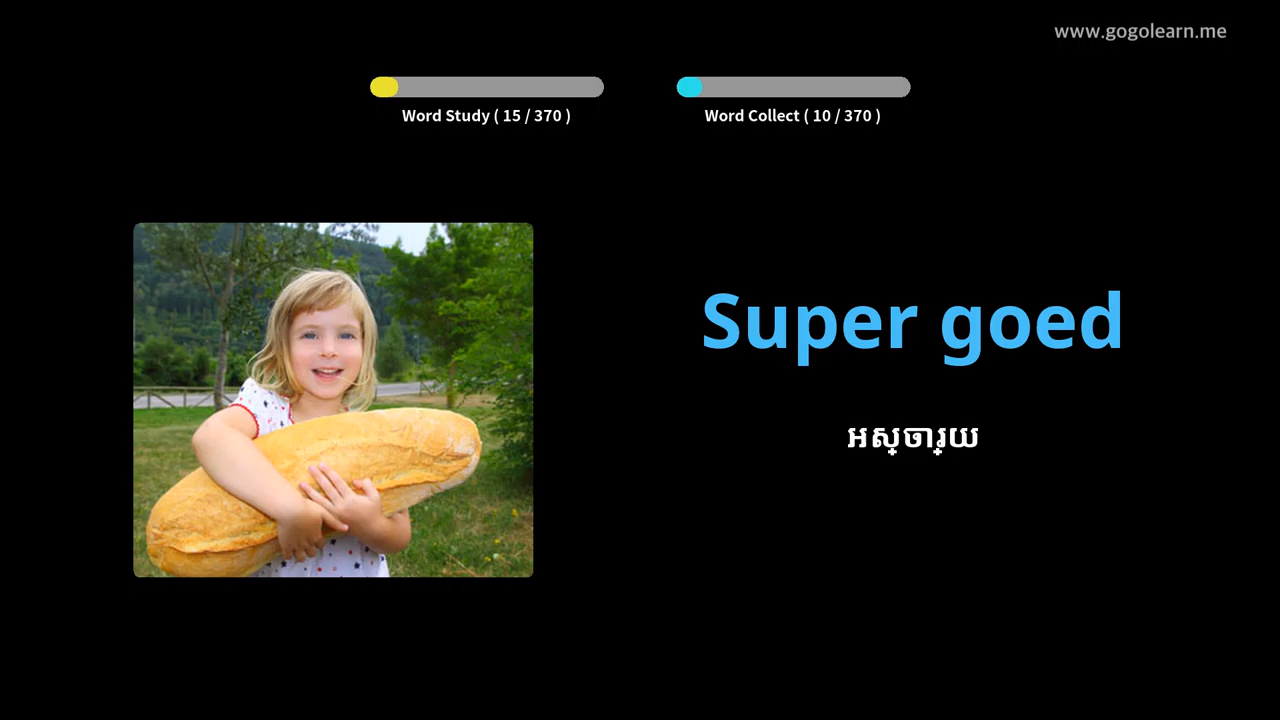 www.gogolearn.me
Word Study ( 15 / 370 )
Word Collect ( 10 / 370 )
Super goed
អស្ចារ្យ